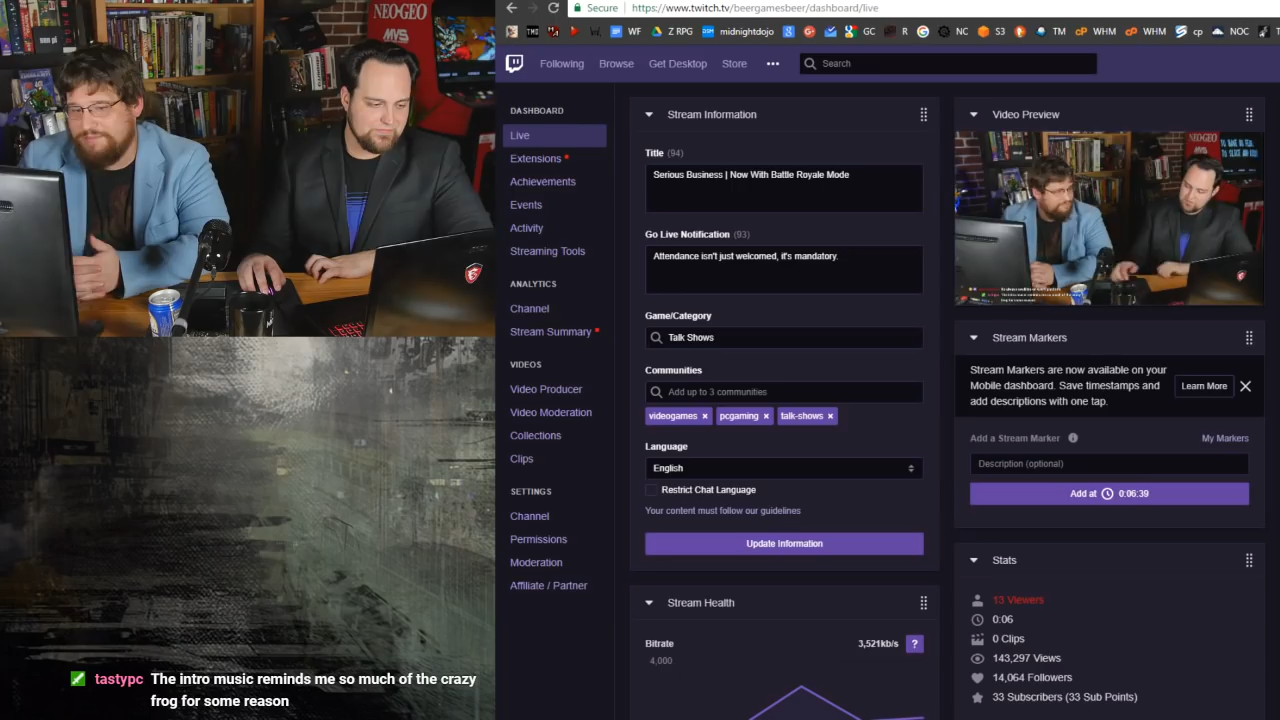 NEO·GEO
MVS
Secure https://www.twitch.tv/beergamesbeer/dashboard/live
WF Z RPG midnightdojo GC R NC S3 TM WHM WHM cp NOC
Following Browse Get Desktop Store ••• Search
DASHBOARD
Live
Extensions
Achievements
Events
Activity
Streaming Tools
ANALYTICS
Channel
Stream Summary
VIDEOS
Video Producer
Video Moderation
Collections
Clips
SETTINGS
Channel
Permissions
Moderation
Affiliate / Partner
Stream Information
Title (94)
Serious Business | Now With Battle Royale Mode
Go Live Notification (93)
Attendance isn't just welcomed, it's mandatory.
Game/Category
Talk Shows
Communities
Add up to 3 communities
videogames x pcgaming x talk-shows x
Language
English
Restrict Chat Language
Your content must follow our guidelines
Update Information
Stream Health
Bitrate 3,521kb/s ?
4,000
Video Preview
Stream Markers
Stream Markers are now available on your
Mobile dashboard. Save timestamps and
add descriptions with one tap.
Learn More
Add a Stream Marker My Markers
Description (optional)
Add at 0:06:39
Stats
13 Viewers
0:06
0 Clips
143,297 Views
14,064 Followers
33 Subscribers (33 Sub Points)
tastypc The intro music reminds me so much of the crazy
frog for some reason